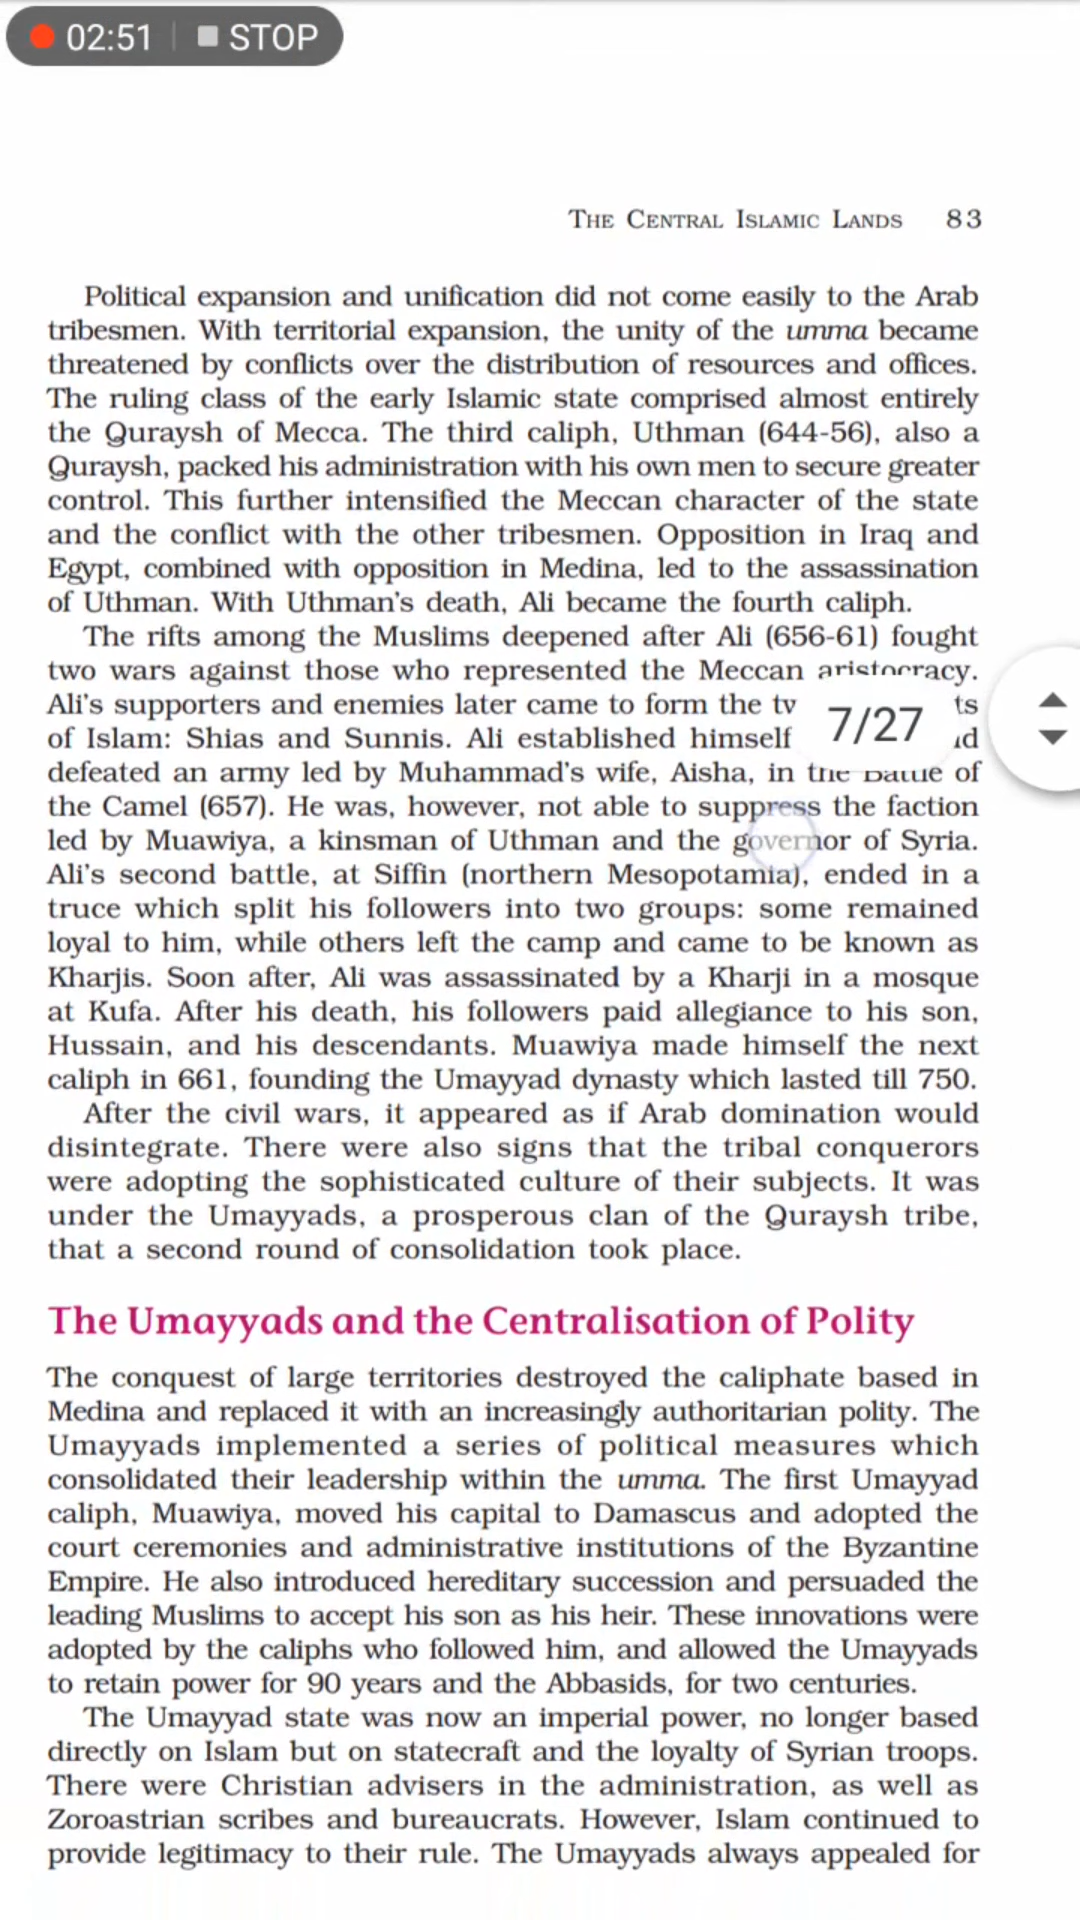 02:51 STOP
THE CENTRAL ISLAMIC LANDS 83
Political expansion and unification did not come easily to the Arab
tribesmen. With territorial expansion, the unity of the umma became
threatened by conflicts over the distribution of resources and offices.
The ruling class of the early Islamic state comprised almost entirely
the Quraysh of Mecca. The third caliph, Uthman (644-56), also a
Quraysh, packed his administration with his own men to secure greater
control. This further intensified the Meccan character of the state
and the conflict with the other tribesmen. Opposition in Iraq and
Egypt, combined with opposition in Medina, led to the assassination
of Uthman. With Uthman's death, Ali became the fourth caliph.
The rifts among the Muslims deepened after Ali (656-61) fought
two wars against those who represented the Meccan aristocracy.
Ali's supporters and enemies later came to form the
7/27
of Islam: Shias and Sunnis. Ali established himself
defeated an army led by Muhammad's wife, Aisha, in the Battle of
the Camel (657). He was, however, not able to suppress the faction
led by Muawiya, a kinsman of Uthman and the governor of Syria.
Ali's second battle, at Siffin (northern Mesopotamia), ended in a
truce which split his followers into two groups: some remained
loyal to him, while others left the camp and came to be known as
Kharjis. Soon after, Ali was assassinated by a Kharji in a mosque
at Kufa. After his death, his followers paid allegiance to his son,
Hussain, and his descendants. Muawiya made himself the next
caliph in 661, founding the Umayyad dynasty which lasted till 750.
After the civil wars, it appeared as if Arab domination would
disintegrate. There were also signs that the tribal conquerors
were adopting the sophisticated culture of their subjects. It was
under the Umayyads, a prosperous clan of the Quraysh tribe,
that a second round of consolidation took place.
The Umayyads and the Centralisation of Polity
The conquest of large territories destroyed the caliphate based in
Medina and replaced it with an increasingly authoritarian polity. The
Umayyads implemented a series of political measures which
consolidated their leadership within the umma. The first Umayyad
caliph, Muawiya, moved his capital to Damascus and adopted the
court ceremonies and administrative institutions of the Byzantine
Empire. He also introduced hereditary succession and persuaded the
leading Muslims to accept his son as his heir. These innovations were
adopted by the caliphs who followed him, and allowed the Umayyads
to retain power for 90 years and the Abbasids, for two centuries.
The Umayyad state was now an imperial power, no longer based
directly on Islam but on statecraft and the loyalty of Syrian troops.
There were Christian advisers in the administration, as well as
Zoroastrian scribes and bureaucrats. However, Islam continued to
provide legitimacy to their rule. The Umayyads always appealed for